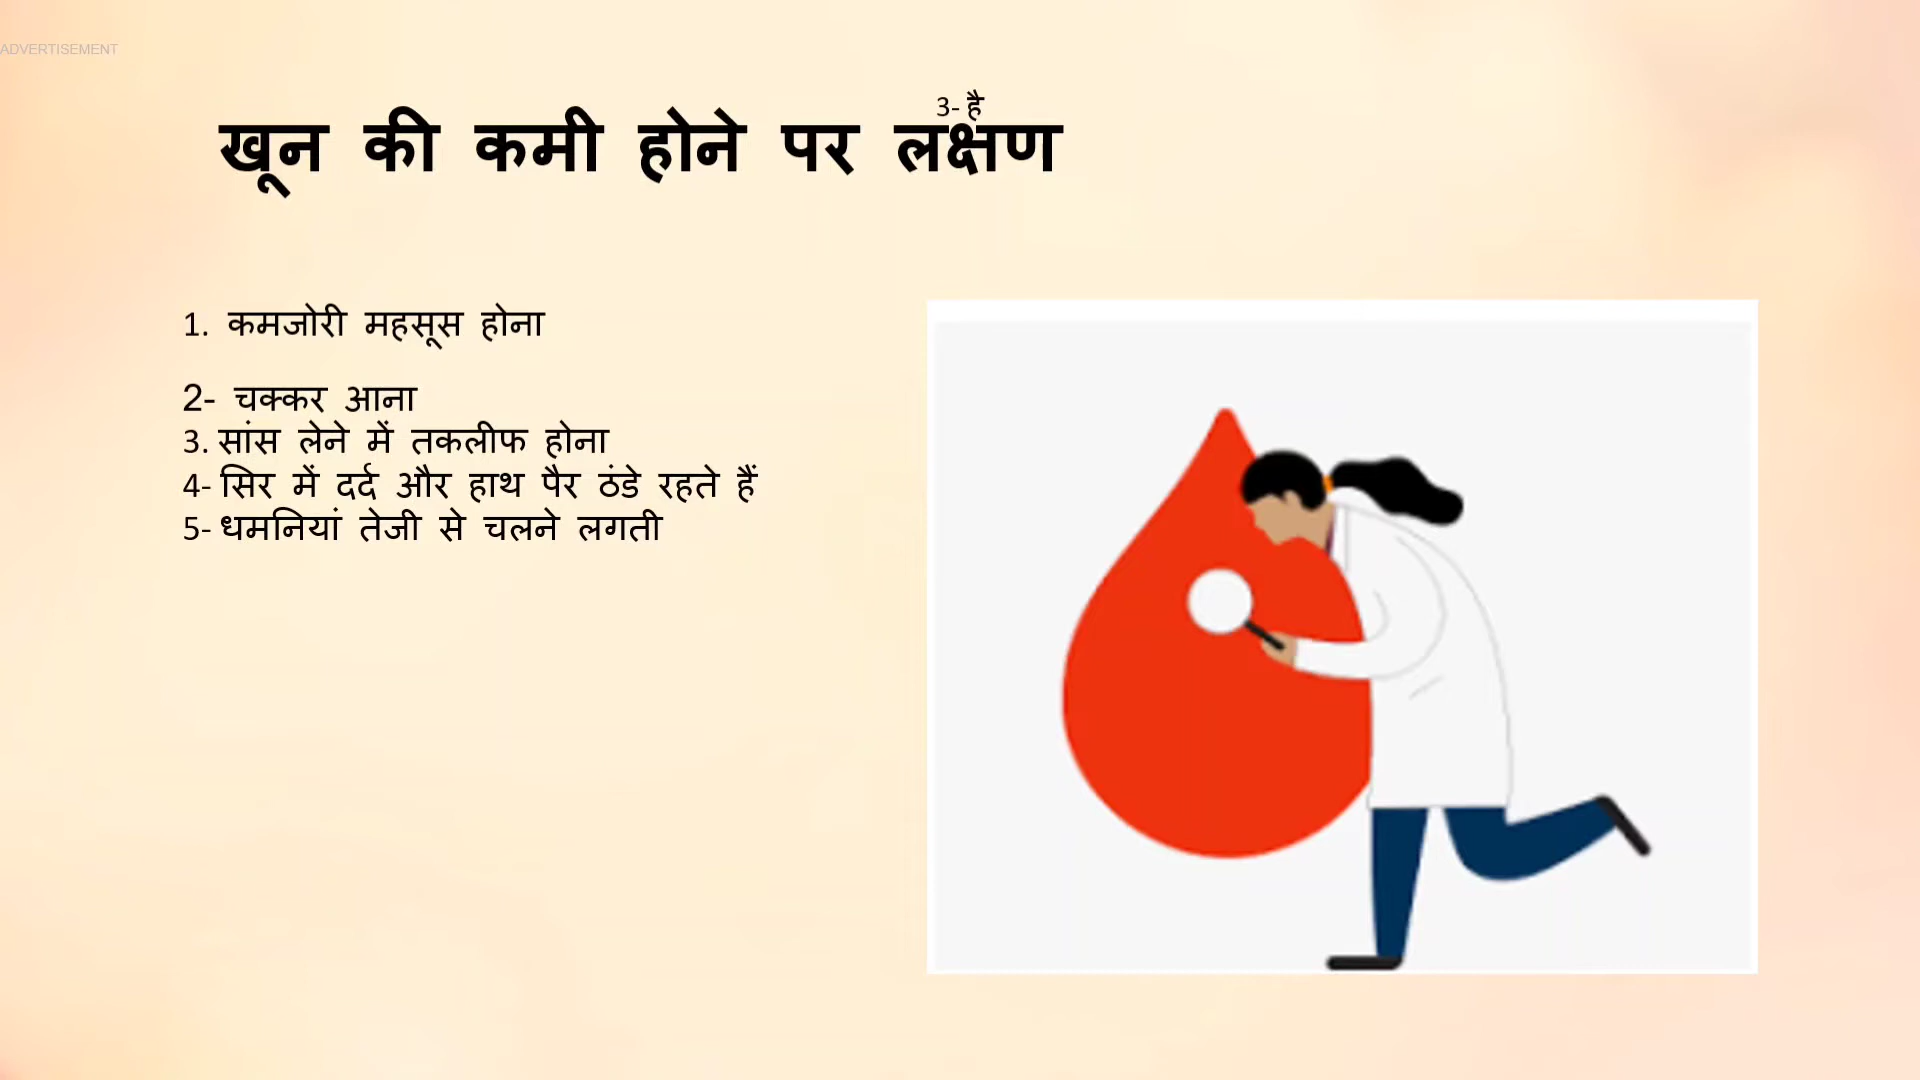 ADVERTISEMENT
3- है
खून की कमी होने पर लक्षण
1. कमजोरी महसूस होना
2- चक्कर आना
3. सांस लेने में तकलीफ होना
4- सिर में दर्द और हाथ पैर ठंडे रहते हैं
5- धमनियां तेजी से चलने लगती